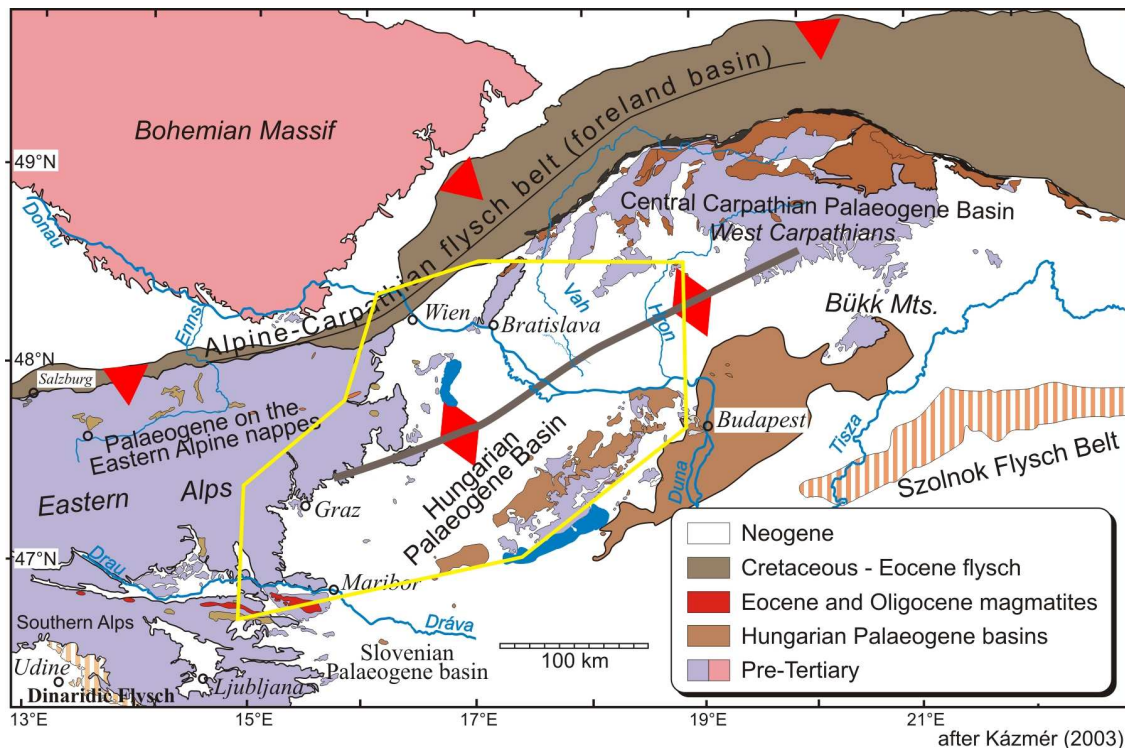 Bohemian Massif
49°N
Donau
Enns
Alpine-Carpathian flysch belt (foreland basin)
Central Carpathian Palaeogene Basin
West Carpathians
Vah
Hron
Bükk Mts.
Wien
Bratislava
48°N
Salzburg
Palaeogene on the
Eastern Alpine nappes
Eastern Alps
Budapest
Tisza
Hungarian
Palaeogene Basin
Duna
Szolnok Flysch Belt
Graz
47°N
Drau
Maribor
Dráva
Southern Alps
Slovenian
Palaeogene basin
100 km
Udine
Dinaridic Flysch
Ljubljana
Neogene
Cretaceous - Eocene flysch
Eocene and Oligocene magmatites
Hungarian Palaeogene basins
Pre-Tertiary
13°E
15°E
17°E
19°E
21°E
after Kázmér (2003)